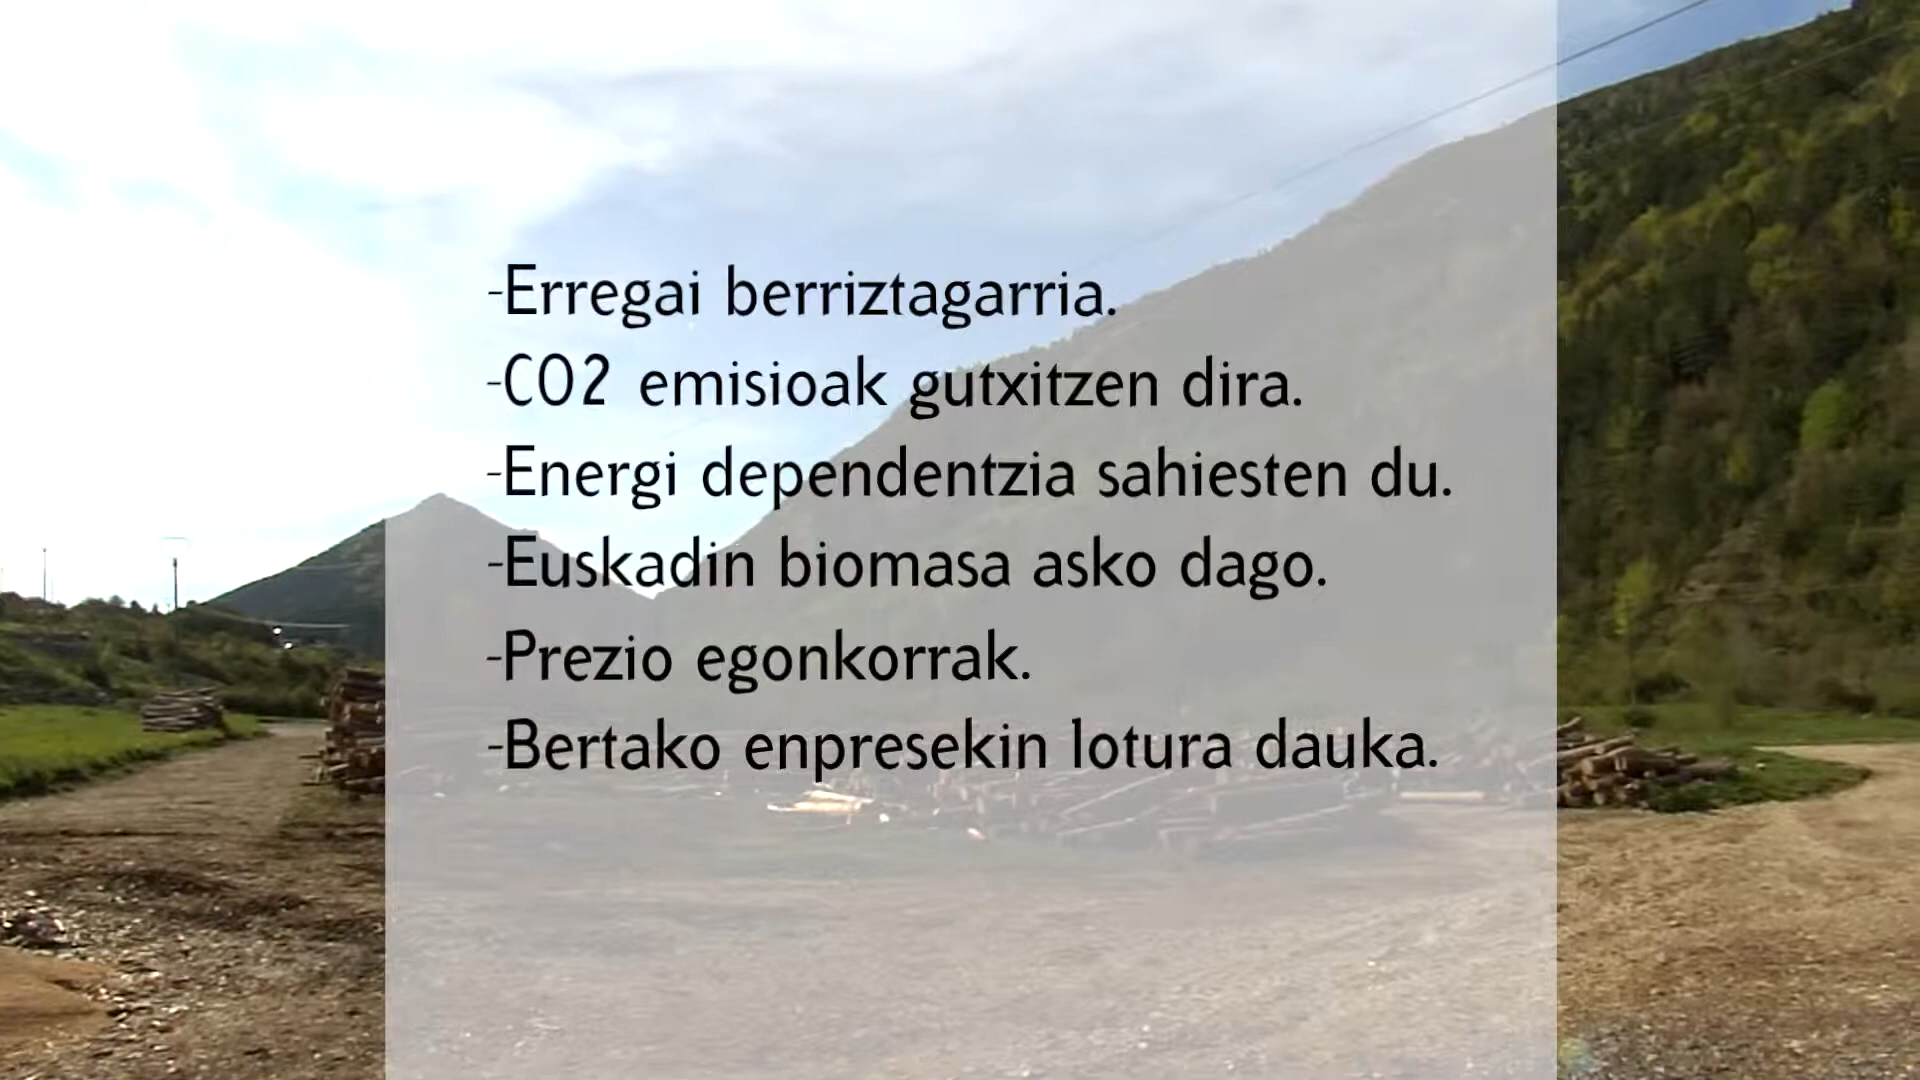 -Erregai berriztagarria.
-CO2 emisioak gutxitzen dira.
-Energi dependentzia sahiesten du.
-Euskadin biomasa asko dago.
-Prezio egonkorrak.
-Bertako enpresekin lotura dauka.